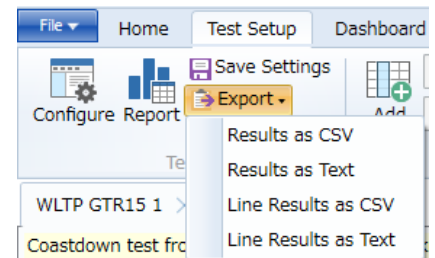 File Home Test Setup Dashboard
Save Settings
Configure Report Export Add
Results as CSV
Results as Text
WLTP GTR15 1 Line Results as CSV
Coastdown test Line Results as Text